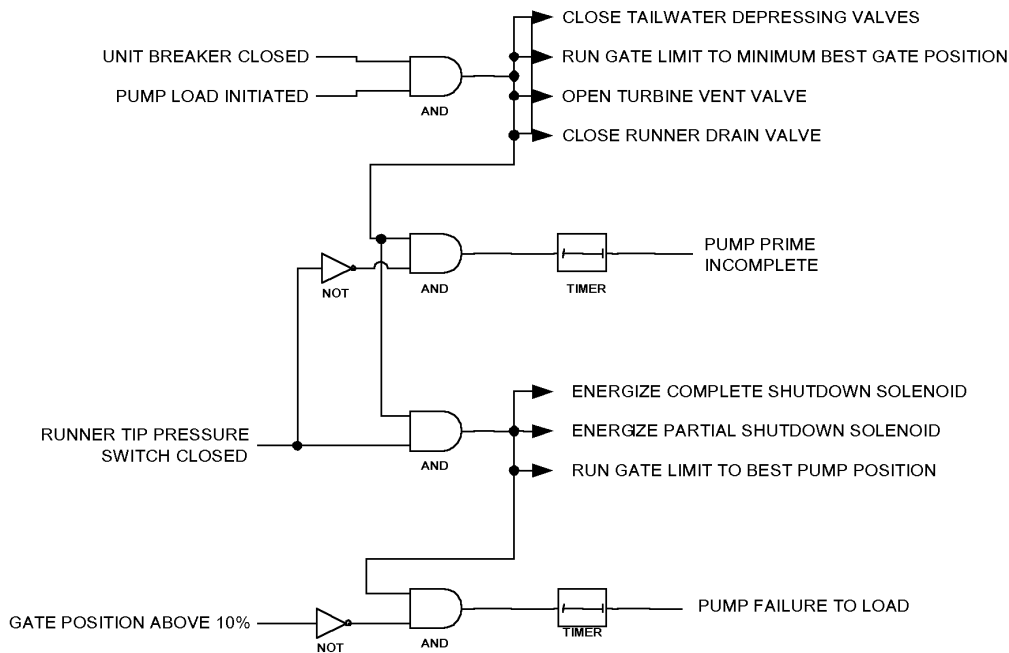 CLOSE TAILWATER DEPRESSING VALVES
UNIT BREAKER CLOSED
RUN GATE LIMIT TO MINIMUM BEST GATE POSITION
PUMP LOAD INITIATED
OPEN TURBINE VENT VALVE
AND
CLOSE RUNNER DRAIN VALVE
PUMP PRIME
INCOMPLETE
NOT
AND
TIMER
ENERGIZE COMPLETE SHUTDOWN SOLENOID
RUNNER TIP PRESSURE
SWITCH CLOSED
ENERGIZE PARTIAL SHUTDOWN SOLENOID
AND
RUN GATE LIMIT TO BEST PUMP POSITION
PUMP FAILURE TO LOAD
GATE POSITION ABOVE 10%
NOT
AND
TIMER